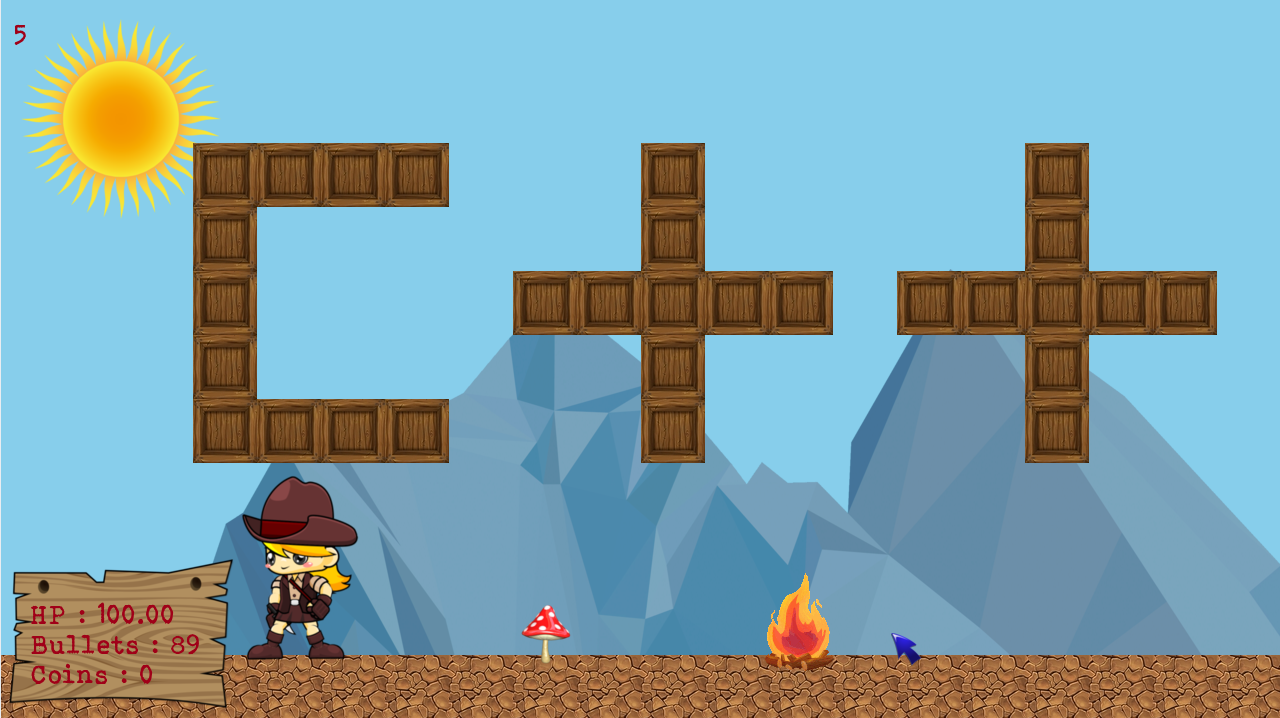 5
C++
HP : 100.00
Bullets : 89
Coins : 0